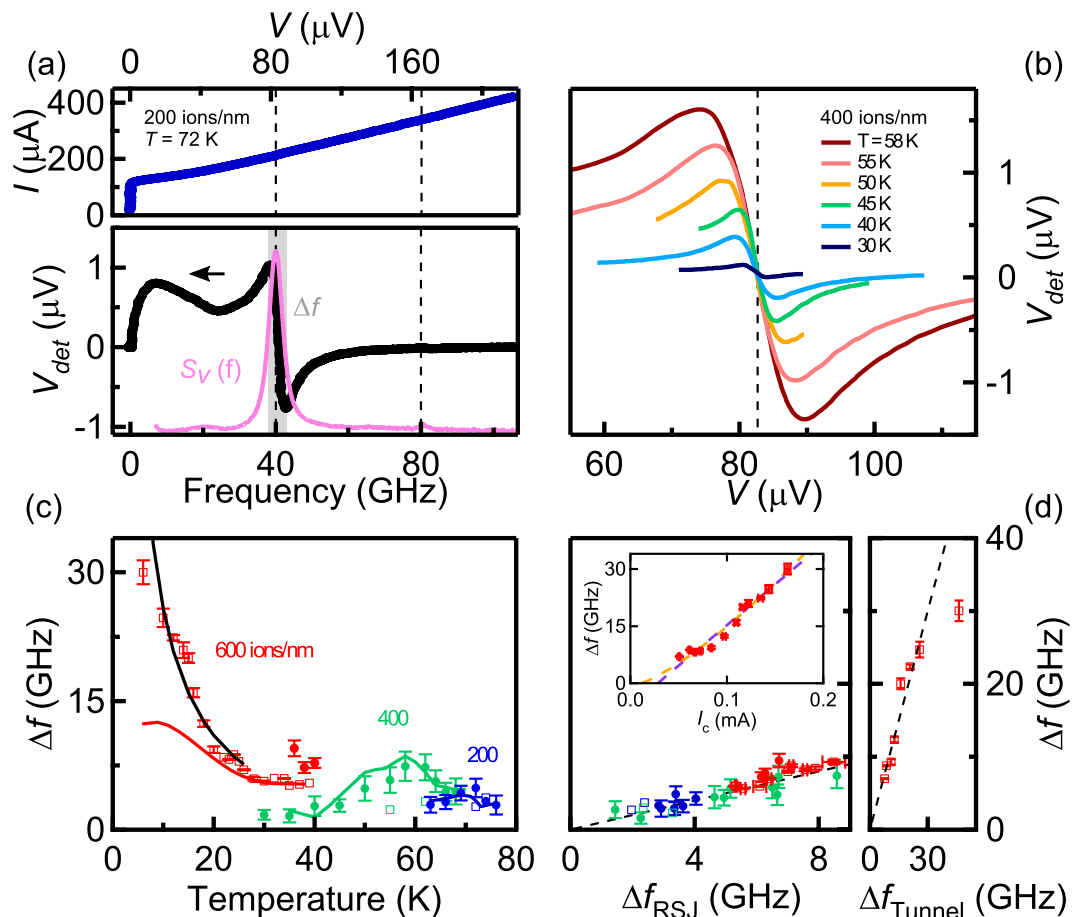 V (μV)
0 80 160
(a)
(b)
400
200
0
I (μA)
200 ions/nm
T = 72 K
1
0
-1
V_det (μV)
Δf
S_V (f)
0 40 80
Frequency (GHz)
400 ions/nm
T = 58 K
55 K
50 K
45 K
40 K
30 K
1
0
-1
V_det (μV)
60 80 100
V (μV)
(c)
(d)
30
15
0
Δf (GHz)
600 ions/nm
400
200
0 20 40 60 80
Temperature (K)
30
20
10
0
Δf (GHz)
0.0 0.1 0.2
I_c (mA)
0 4 8
Δf_RSJ (GHz)
0 30
Δf_Tunnel (GHz)
40
20
0
Δf (GHz)